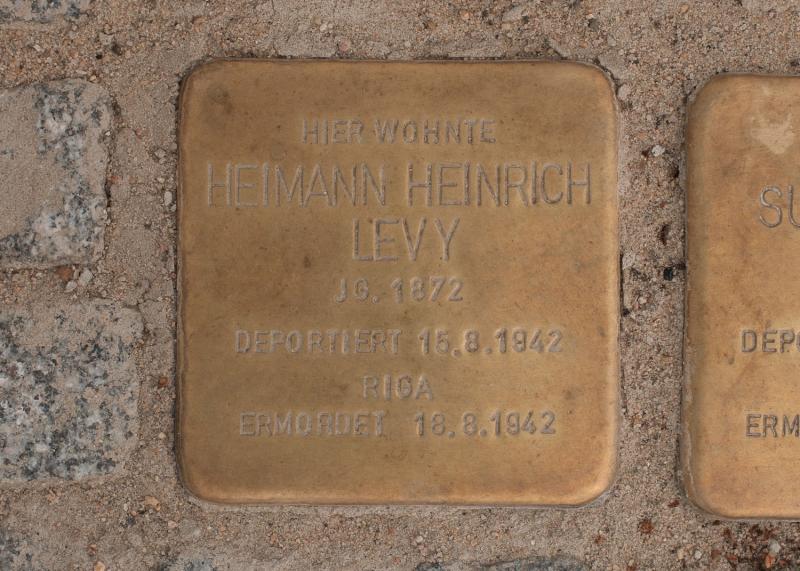 HIER WOHNTE
HEIMANN HEINRICH
LEVY
JG. 1872
DEPORTIERT 15.8.1942
RIGA
ERMORDET 18.8.1942